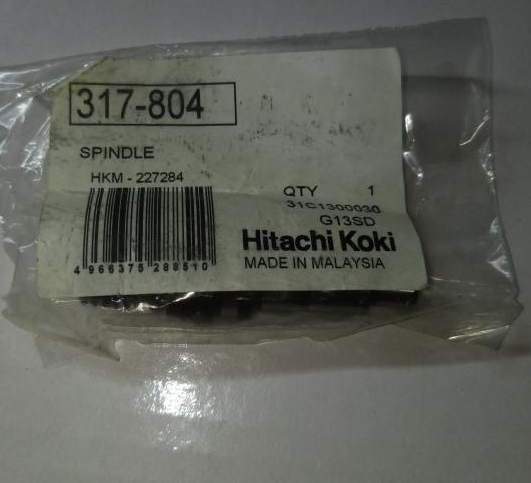 317-804
SPINDLE
HKM - 227284
QTY 1
31C1300030
G13SD
Hitachi Koki
MADE IN MALAYSIA
4 966375 288510